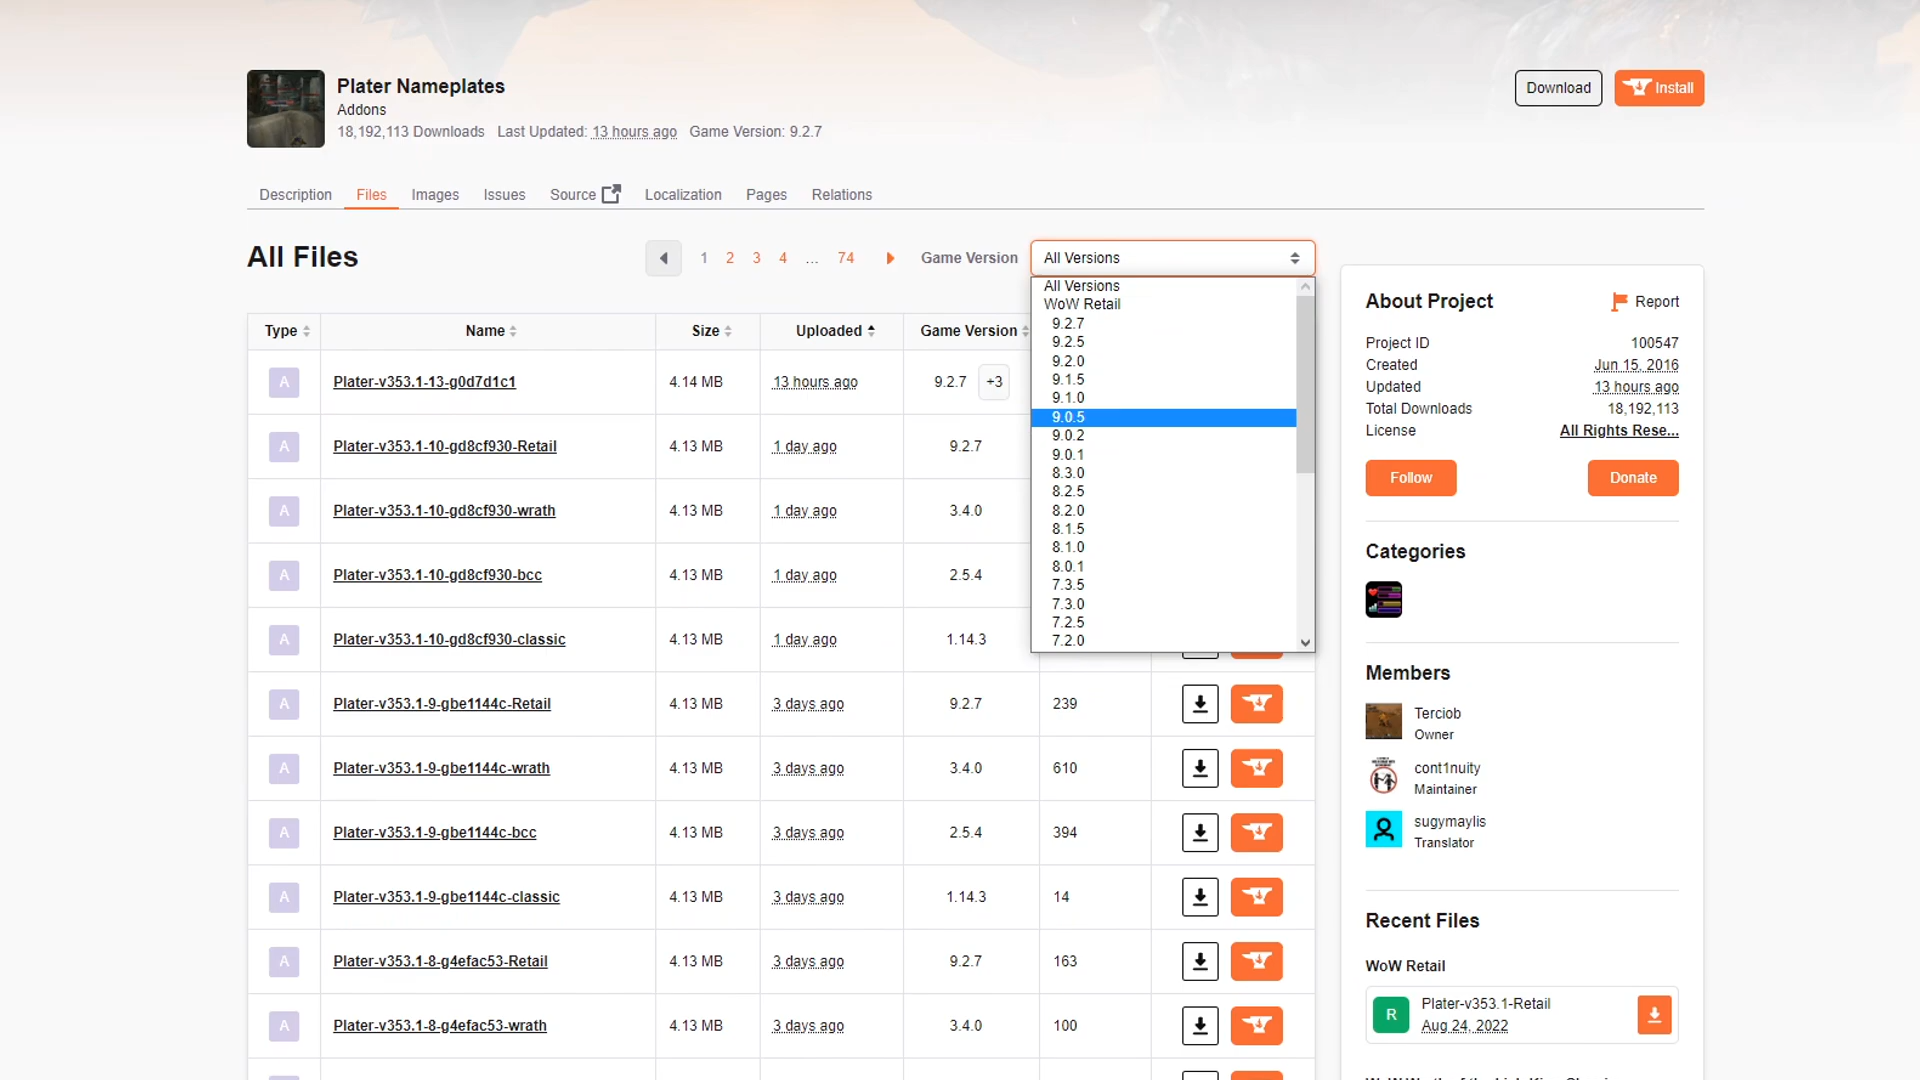 Plater Nameplates
Addons
18,192,113 Downloads Last Updated: 13 hours ago Game Version: 9.2.7
Download
Install
Description Files Images Issues Source Localization Pages Relations
All Files
1 2 3 4 ... 74
Game Version
All Versions
All Versions
WoW Retail
9.2.7
9.2.5
9.2.0
9.1.5
9.1.0
9.0.5
9.0.2
9.0.1
8.3.0
8.2.5
8.2.0
8.1.5
8.1.0
8.0.1
7.3.5
7.3.0
7.2.5
7.2.0
Type Name Size Uploaded Game Version
A Plater-v353.1-13-g0d7d1c1 4.14 MB 13 hours ago 9.2.7 +3
A Plater-v353.1-10-gd8cf930-Retail 4.13 MB 1 day ago 9.2.7
A Plater-v353.1-10-gd8cf930-wrath 4.13 MB 1 day ago 3.4.0
A Plater-v353.1-10-gd8cf930-bcc 4.13 MB 1 day ago 2.5.4
A Plater-v353.1-10-gd8cf930-classic 4.13 MB 1 day ago 1.14.3
A Plater-v353.1-9-gbe1144c-Retail 4.13 MB 3 days ago 9.2.7 239
A Plater-v353.1-9-gbe1144c-wrath 4.13 MB 3 days ago 3.4.0 610
A Plater-v353.1-9-gbe1144c-bcc 4.13 MB 3 days ago 2.5.4 394
A Plater-v353.1-9-gbe1144c-classic 4.13 MB 3 days ago 1.14.3 14
A Plater-v353.1-8-g4efac53-Retail 4.13 MB 3 days ago 9.2.7 163
A Plater-v353.1-8-g4efac53-wrath 4.13 MB 3 days ago 3.4.0 100
About Project
Report
Project ID 100547
Created Jun 15, 2016
Updated 13 hours ago
Total Downloads 18,192,113
License All Rights Rese...
Follow
Donate
Categories
Members
Terciob
Owner
cont1nuity
Maintainer
sugymaylis
Translator
Recent Files
WoW Retail
R Plater-v353.1-Retail
Aug 24, 2022